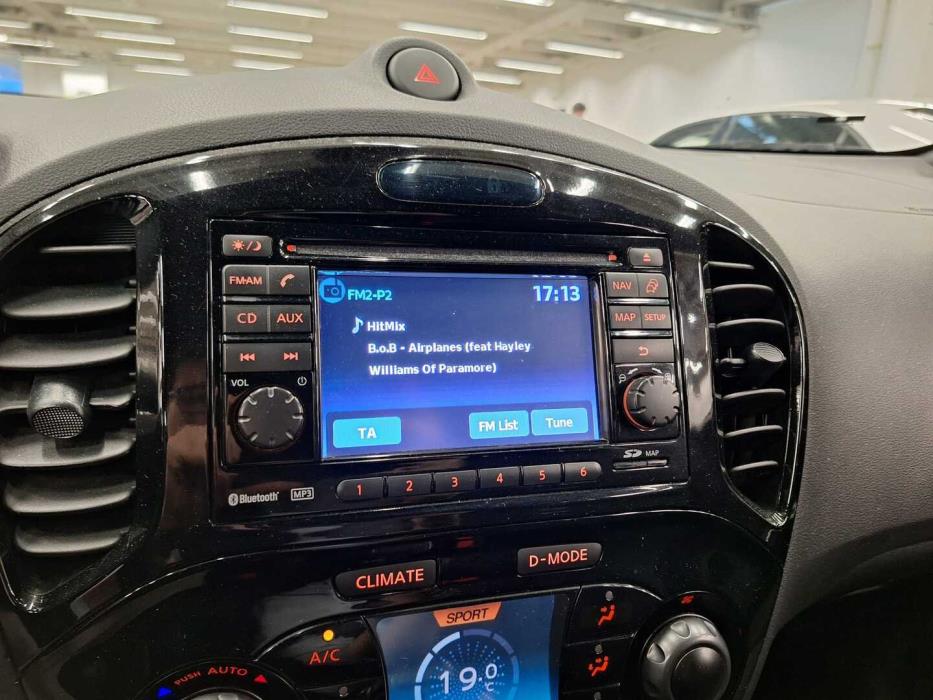 FM·AM
CD AUX
VOL
FM2-P2 17:13
HitMix
B.o.B - Airplanes (feat Hayley
Williams Of Paramore)
TA FM List Tune
NAV
MAP SETUP
SD MAP
1 2 3 4 5 6
Bluetooth MP3
CLIMATE D-MODE
SPORT
A/C
PUSH AUTO
19.0
°C